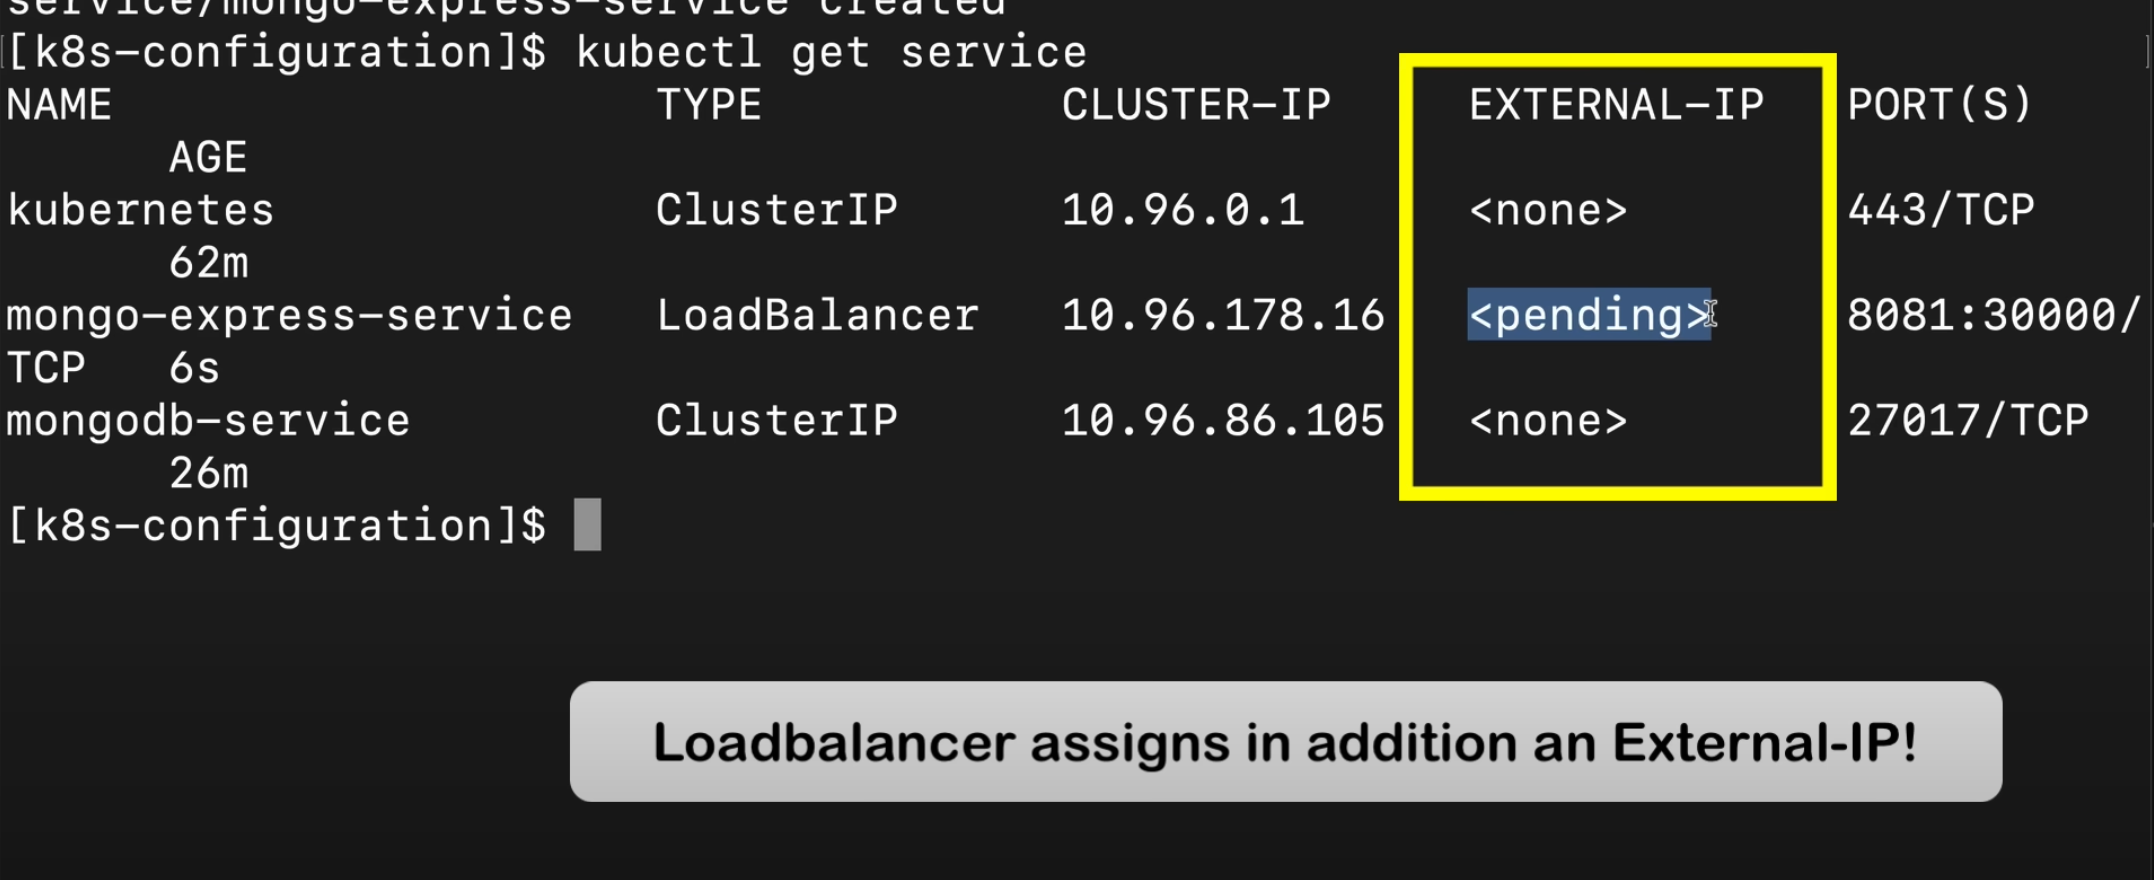 service/mongo-express-service created
[k8s-configuration]$ kubectl get service
NAME TYPE CLUSTER-IP EXTERNAL-IP PORT(S)
AGE
kubernetes ClusterIP 10.96.0.1 <none> 443/TCP
62m
mongo-express-service LoadBalancer 10.96.178.16 <pending> 8081:30000/
TCP 6s
mongodb-service ClusterIP 10.96.86.105 <none> 27017/TCP
26m
[k8s-configuration]$
Loadbalancer assigns in addition an External-IP!